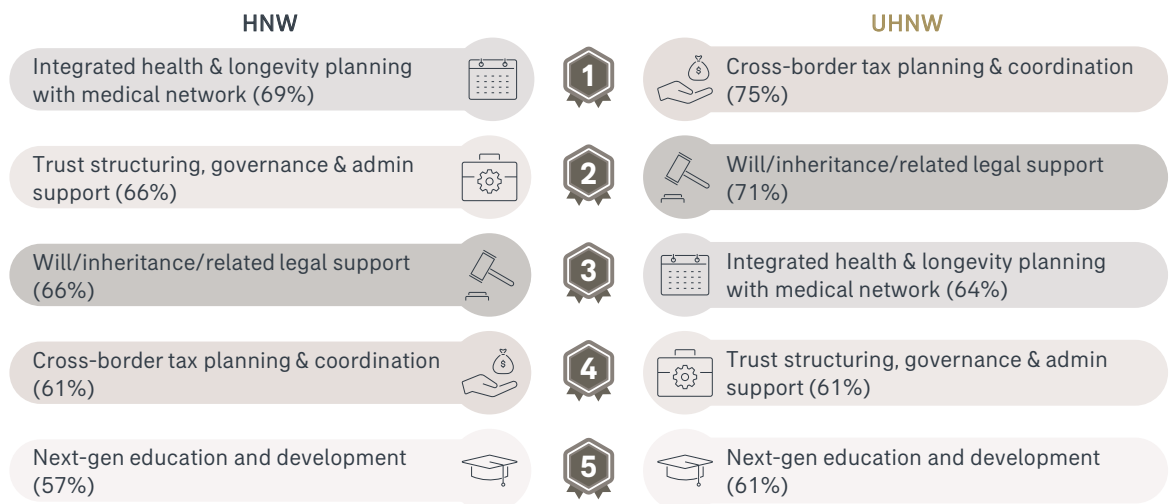 HNW
UHNW
Integrated health & longevity planning
with medical network (69%)
1
Cross-border tax planning & coordination
(75%)
Trust structuring, governance & admin
support (66%)
2
Will/inheritance/related legal support
(71%)
Will/inheritance/related legal support
(66%)
3
Integrated health & longevity planning
with medical network (64%)
Cross-border tax planning & coordination
(61%)
4
Trust structuring, governance & admin
support (61%)
Next-gen education and development
(57%)
5
Next-gen education and development
(61%)